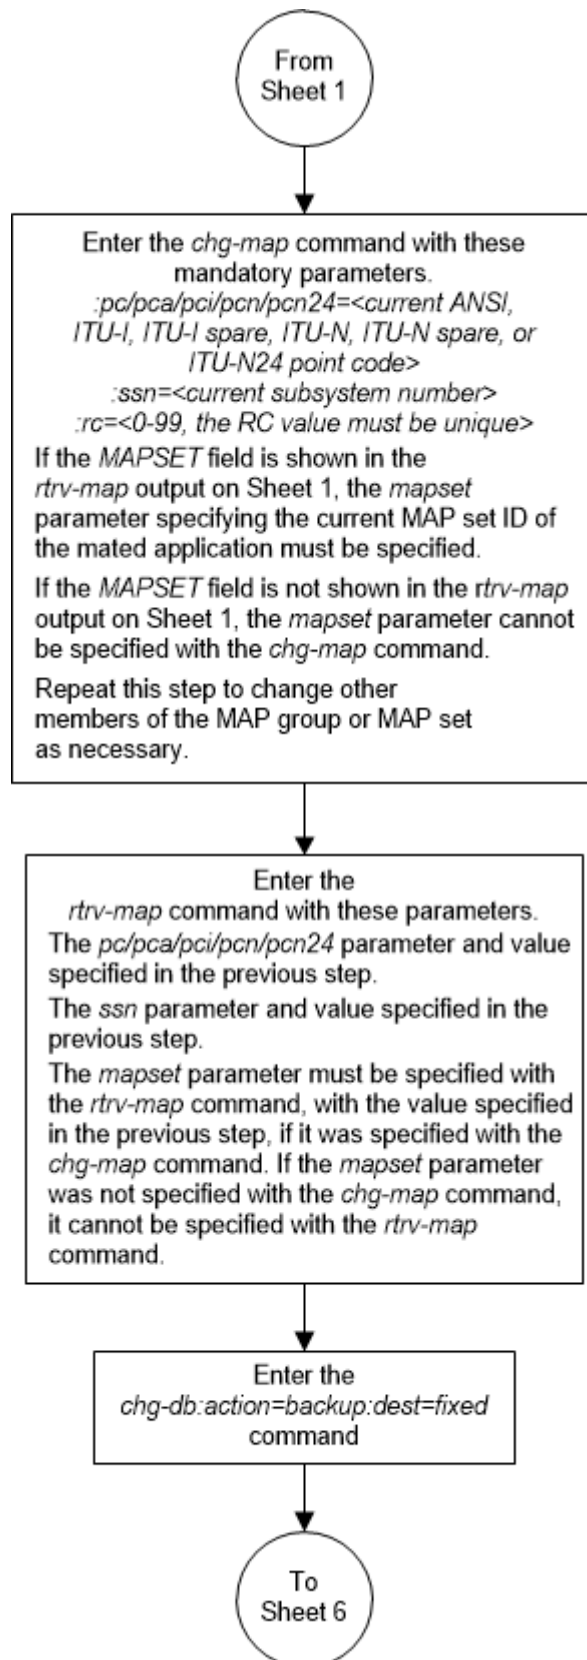 From
Sheet 1
Enter the chg-map command with these
mandatory parameters.
:pc/pca/pci/pcn/pcn24=<current ANSI,
ITU-I, ITU-I spare, ITU-N, ITU-N spare, or
ITU-N24 point code>
:ssn=<current subsystem number>
:rc=<0-99, the RC value must be unique>
If the MAPSET field is shown in the
rtrv-map output on Sheet 1, the mapset
parameter specifying the current MAP set ID of
the mated application must be specified.
If the MAPSET field is not shown in the rtrv-map
output on Sheet 1, the mapset parameter cannot
be specified with the chg-map command.
Repeat this step to change other
members of the MAP group or MAP set
as necessary.
Enter the
rtrv-map command with these parameters.
The pc/pca/pci/pcn/pcn24 parameter and value
specified in the previous step.
The ssn parameter and value specified in the
previous step.
The mapset parameter must be specified with
the rtrv-map command, with the value specified
in the previous step, if it was specified with the
chg-map command. If the mapset parameter
was not specified with the chg-map command,
it cannot be specified with the rtrv-map
command.
Enter the
chg-db:action=backup:dest=fixed
command
To
Sheet 6